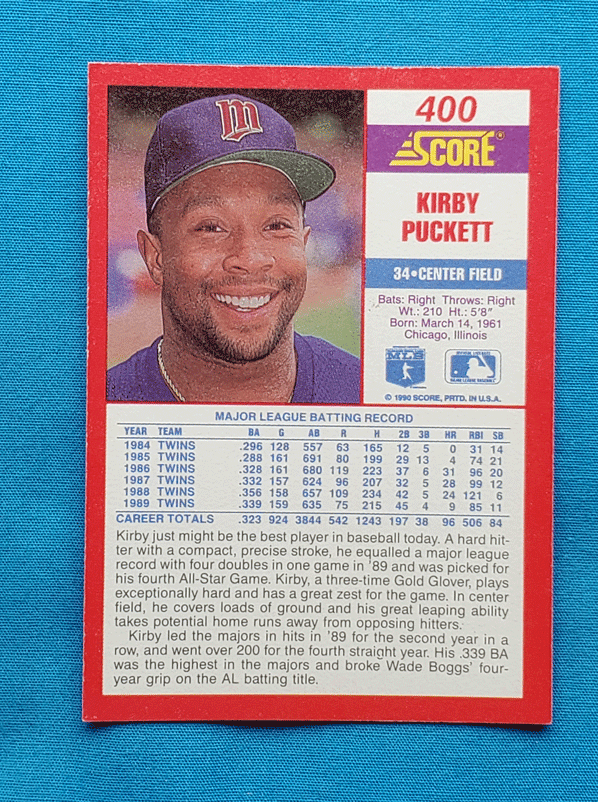 m
400
SCORE®
KIRBY
PUCKETT
34•CENTER FIELD
Bats: Right Throws: Right
Wt.: 210 Ht.: 5'8"
Born: March 14, 1961
Chicago, Illinois
© 1990 SCORE, PRTD. IN U.S.A.
MAJOR LEAGUE BATTING RECORD
YEAR TEAM BA G AB R H 2B 3B HR RBI SB
1984 TWINS .296 128 557 63 165 12 5 0 31 14
1985 TWINS .288 161 691 80 199 29 13 4 74 21
1986 TWINS .328 161 680 119 223 37 6 31 96 20
1987 TWINS .332 157 624 96 207 32 5 28 99 12
1988 TWINS .356 158 657 109 234 42 5 24 121 6
1989 TWINS .339 159 635 75 215 45 4 9 85 11
CAREER TOTALS .323 924 3844 542 1243 197 38 96 506 84
Kirby just might be the best player in baseball today. A hard hit-
ter with a compact, precise stroke, he equalled a major league
record with four doubles in one game in '89 and was picked for
his fourth All-Star Game. Kirby, a three-time Gold Glover, plays
exceptionally hard and has a great zest for the game. In center
field, he covers loads of ground and his great leaping ability
takes potential home runs away from opposing hitters.
Kirby led the majors in hits in '89 for the second year in a
row, and went over 200 for the fourth straight year. His .339 BA
was the highest in the majors and broke Wade Boggs' four-
year grip on the AL batting title.